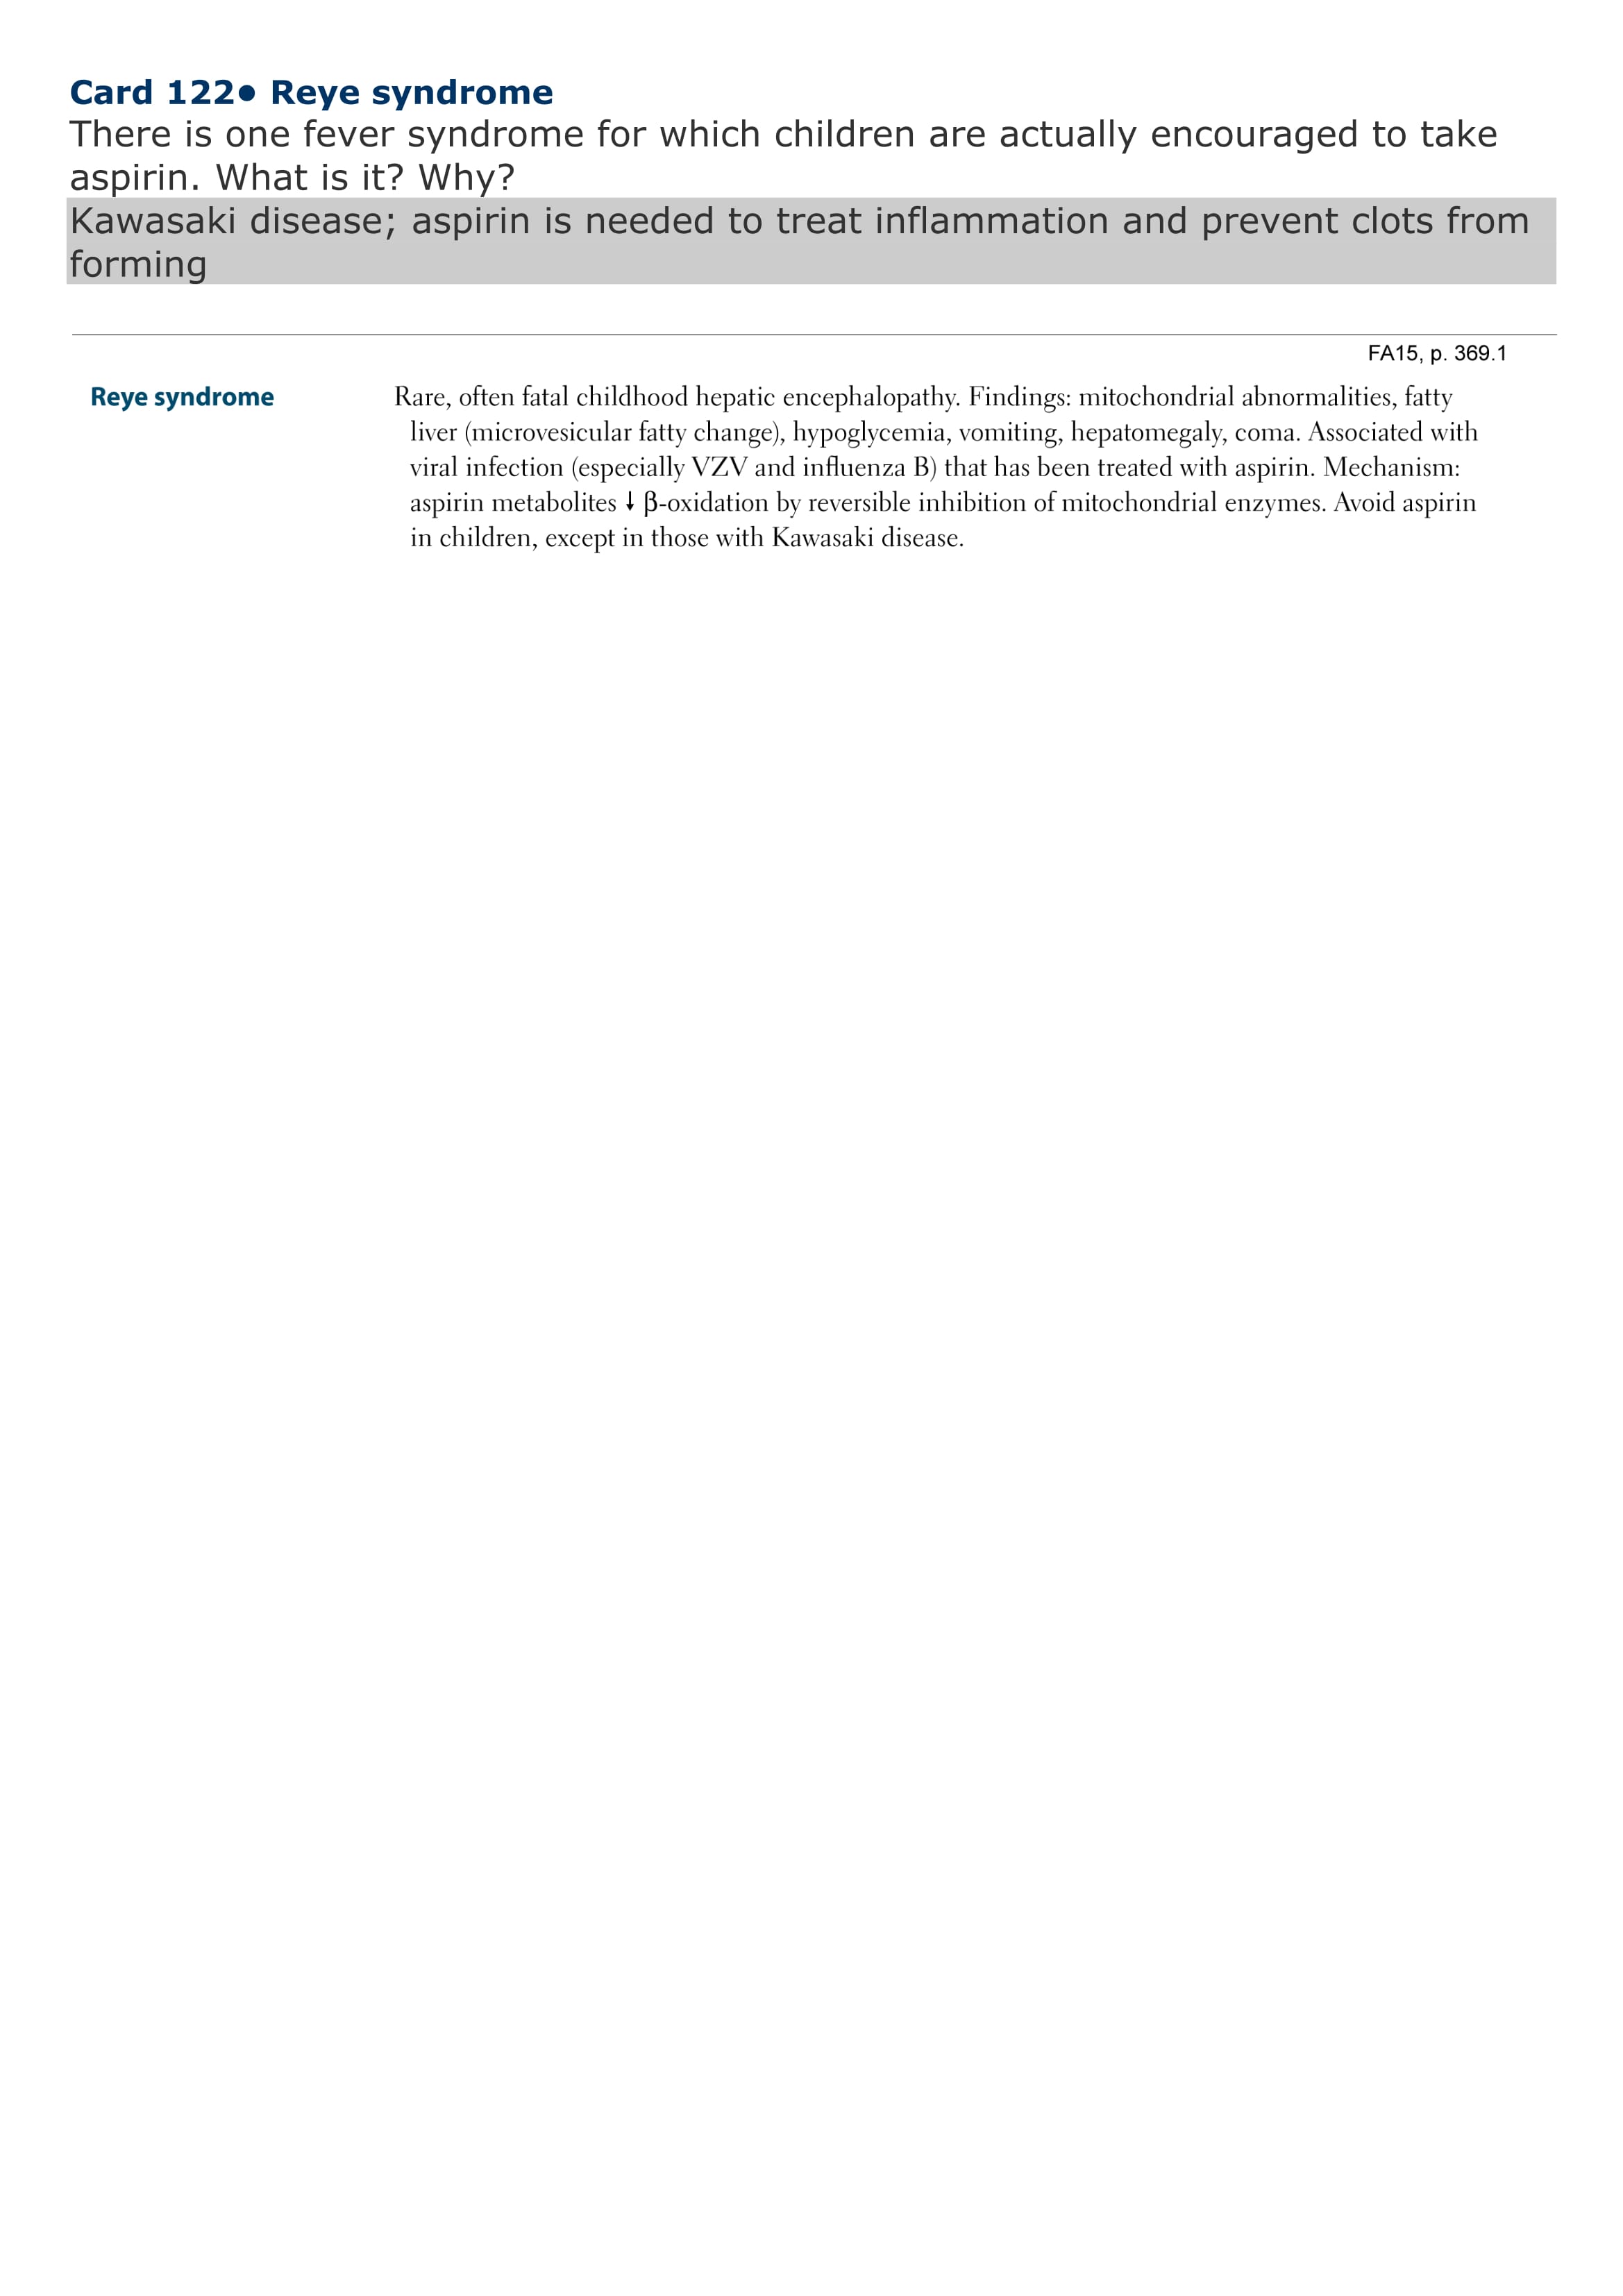 Card 122● Reye syndrome
There is one fever syndrome for which children are actually encouraged to take
aspirin. What is it? Why?
Kawasaki disease; aspirin is needed to treat inflammation and prevent clots from
forming
FA15, p. 369.1
Reye syndrome
Rare, often fatal childhood hepatic encephalopathy. Findings: mitochondrial abnormalities, fatty
liver (microvesicular fatty change), hypoglycemia, vomiting, hepatomegaly, coma. Associated with
viral infection (especially VZV and influenza B) that has been treated with aspirin. Mechanism:
aspirin metabolites ↓ β-oxidation by reversible inhibition of mitochondrial enzymes. Avoid aspirin
in children, except in those with Kawasaki disease.